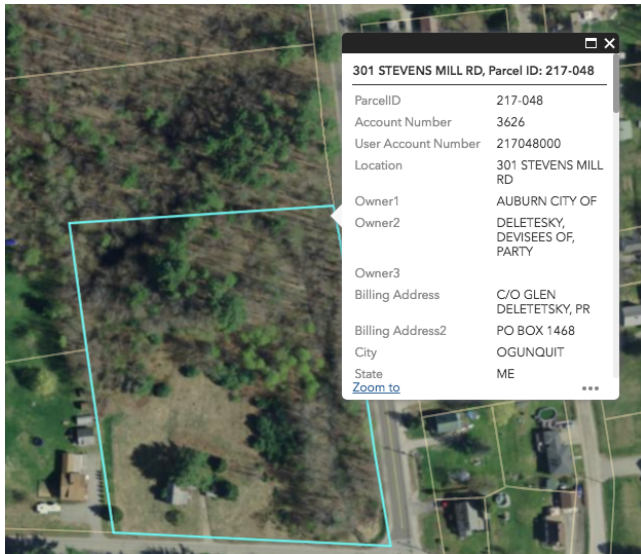 301 STEVENS MILL RD, Parcel ID: 217-048
ParcelID 217-048
Account Number 3626
User Account Number 217048000
Location 301 STEVENS MILL
RD
Owner1 AUBURN CITY OF
Owner2 DELETESKY,
DEVISEES OF,
PARTY
Owner3
Billing Address C/O GLEN
DELETETSKY, PR
Billing Address2 PO BOX 1468
City OGUNQUIT
State ME
Zoom to